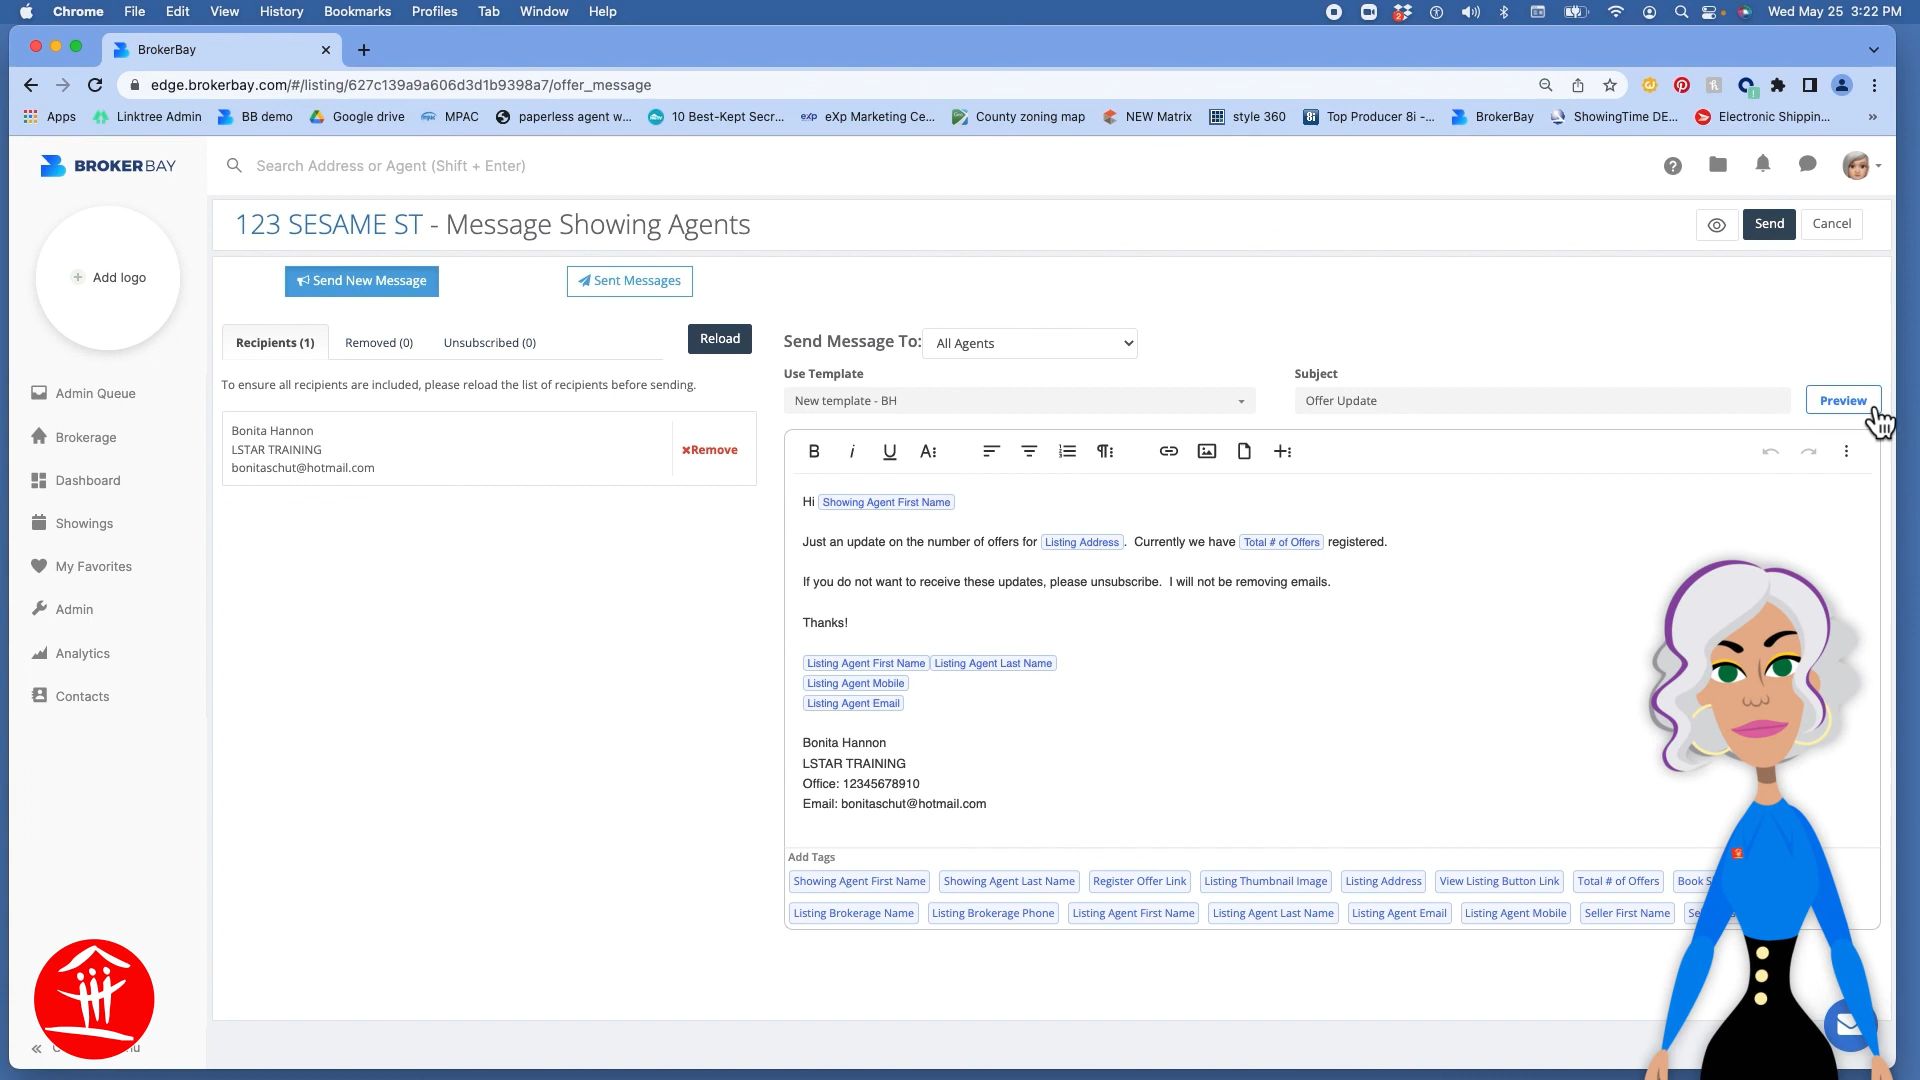 Chrome File Edit View History Bookmarks Profiles Tab Window Help
2
Wed May 25 3:22 PM
BrokerBay
edge.brokerbay.com/#/listing/627c139a9a606d3d1b9398a7/offer_message
Apps Linktree Admin BB demo Google drive MPAC paperless agent w... 10 Best-Kept Secr... eXp Marketing Ce... County zoning map NEW Matrix style 360 Top Producer 8i -... BrokerBay ShowingTime DE... Electronic Shippin... »
BROKERBAY
Search Address or Agent (Shift + Enter)
+ Add logo
Admin Queue
Brokerage
Dashboard
Showings
My Favorites
Admin
Analytics
Contacts
123 SESAME ST - Message Showing Agents
Send
Cancel
Send New Message
Sent Messages
Recipients (1)
Removed (0)
Unsubscribed (0)
Reload
To ensure all recipients are included, please reload the list of recipients before sending.
Bonita Hannon
LSTAR TRAINING
bonitaschut@hotmail.com
Remove
Send Message To: All Agents
Use Template
New template - BH
Subject
Offer Update
Preview
Hi Showing Agent First Name
Just an update on the number of offers for Listing Address. Currently we have Total # of Offers registered.
If you do not want to receive these updates, please unsubscribe. I will not be removing emails.
Thanks!
Listing Agent First Name Listing Agent Last Name
Listing Agent Mobile
Listing Agent Email
Bonita Hannon
LSTAR TRAINING
Office: 12345678910
Email: bonitaschut@hotmail.com
Add Tags
Showing Agent First Name Showing Agent Last Name Register Offer Link Listing Thumbnail Image Listing Address View Listing Button Link Total # of Offers Book
Listing Brokerage Name Listing Brokerage Phone Listing Agent First Name Listing Agent Last Name Listing Agent Email Listing Agent Mobile Seller First Name